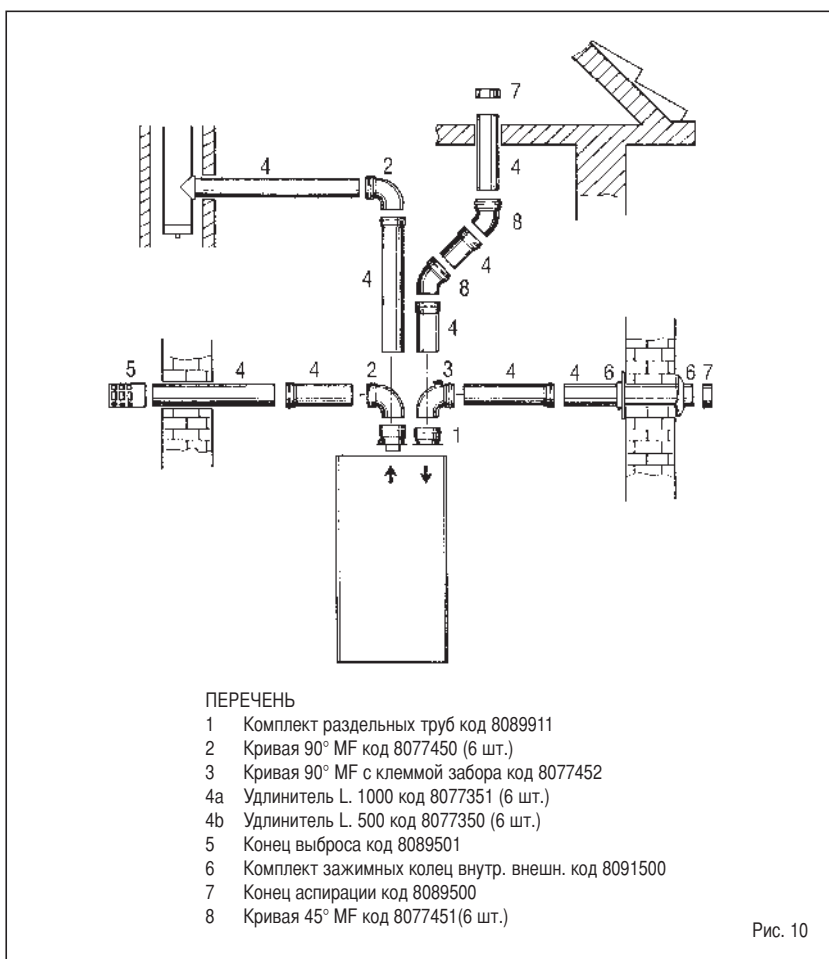 7
4
2
4
8
4
4
8
4
5
4
4
2
3
4
4
6
6
7
1
ПЕРЕЧЕНЬ
1 Комплект раздельных труб код 8089911
2 Кривая 90° MF код 8077450 (6 шт.)
3 Кривая 90° MF с клеммой забора код 8077452
4a Удлинитель L. 1000 код 8077351 (6 шт.)
4b Удлинитель L. 500 код 8077350 (6 шт.)
5 Конец выброса код 8089501
6 Комплект зажимных колец внутр. внешн. код 8091500
7 Конец аспирации код 8089500
8 Кривая 45° MF код 8077451(6 шт.)
Рис. 10